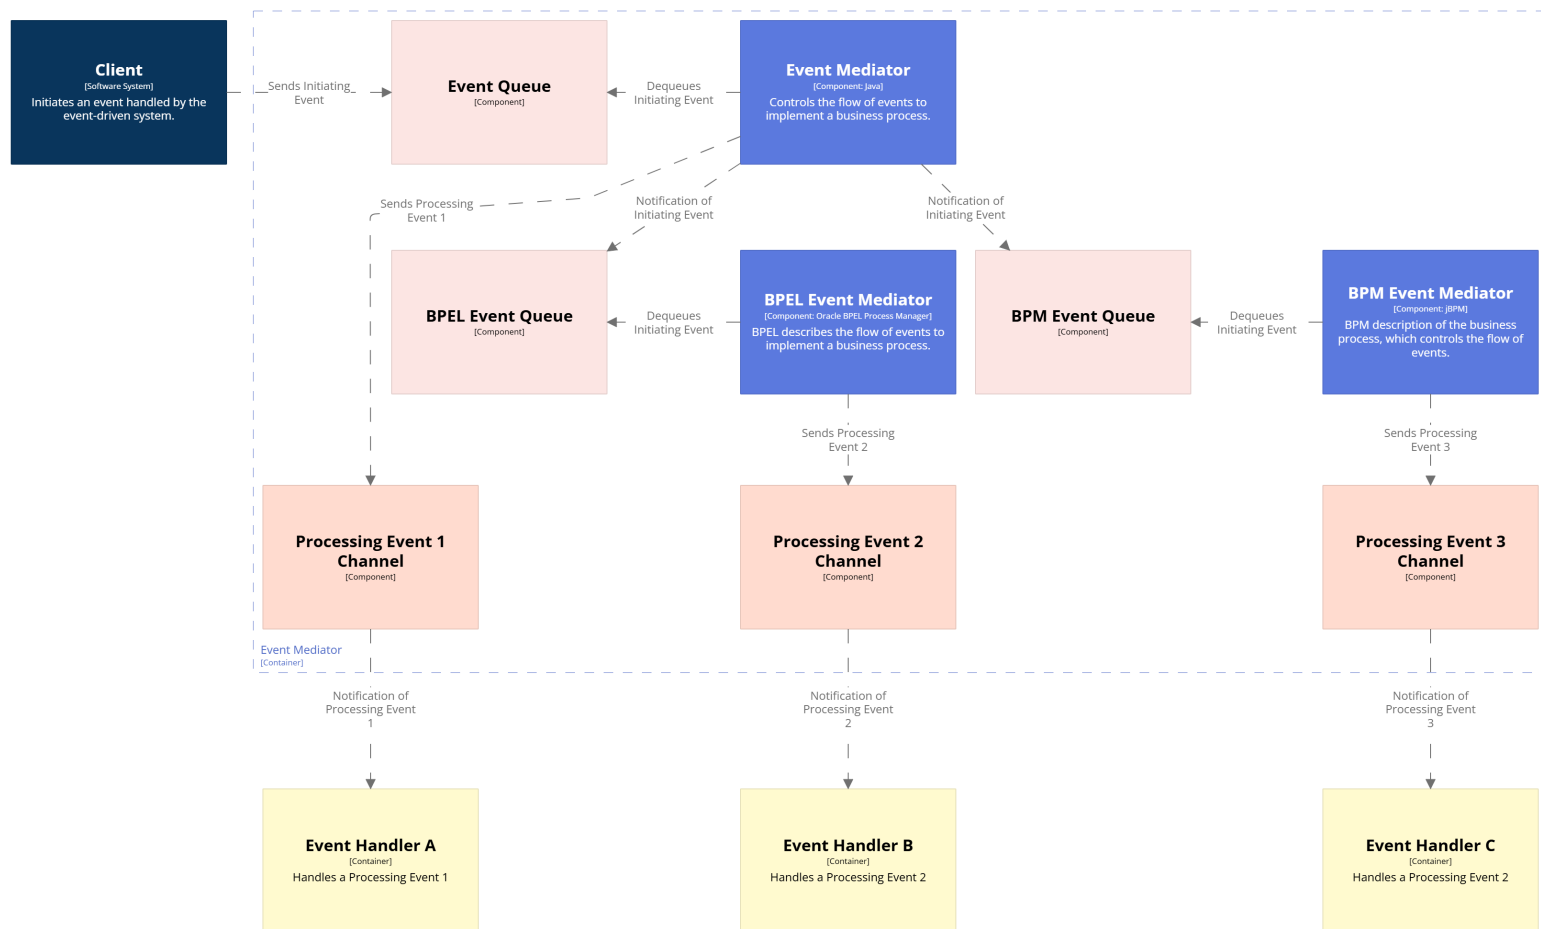 Client
[Software System]
Initiates an event handled by the
event-driven system.
Sends Initiating
Event
Event Queue
[Component]
Dequeues
Initiating Event
Event Mediator
[Component: Java]
Controls the flow of events to
implement a business process.
Sends Processing
Event 1
Notification of
Initiating Event
Notification of
Initiating Event
BPEL Event Queue
[Component]
Dequeues
Initiating Event
BPEL Event Mediator
[Component: Oracle BPEL Process Manager]
BPEL describes the flow of events to
implement a business process.
BPM Event Queue
[Component]
Dequeues
Initiating Event
BPM Event Mediator
[Component: jBPM]
BPM description of the business
process, which controls the flow of
events.
Sends Processing
Event 2
Sends Processing
Event 3
Processing Event 1
Channel
[Component]
Processing Event 2
Channel
[Component]
Processing Event 3
Channel
[Component]
Event Mediator
[Container]
Notification of
Processing Event
1
Notification of
Processing Event
2
Notification of
Processing Event
3
Event Handler A
[Container]
Handles a Processing Event 1
Event Handler B
[Container]
Handles a Processing Event 2
Event Handler C
[Container]
Handles a Processing Event 2